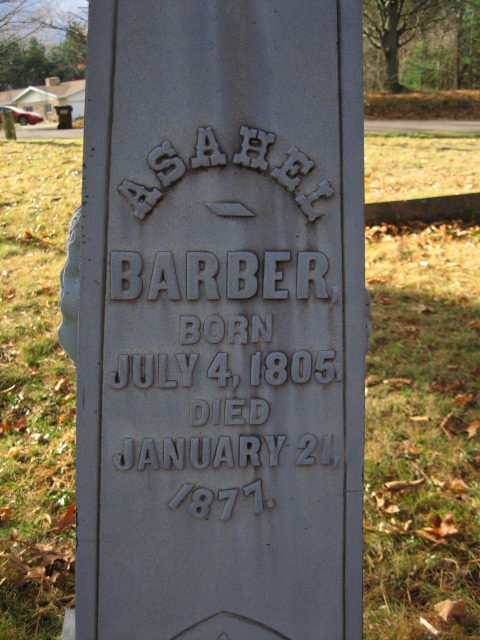 ASAHEL
BARBER,
BORN
JULY 4, 1805.
DIED
JANUARY 21,
1877.